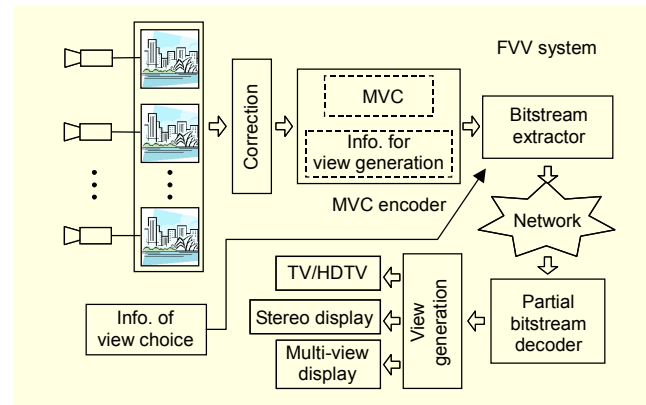 FVV system
Correction
MVC
Info. for
view generation
MVC encoder
Bitstream
extractor
Network
Partial
bitstream
decoder
View
generation
TV/HDTV
Stereo display
Multi-view
display
Info. of
view choice